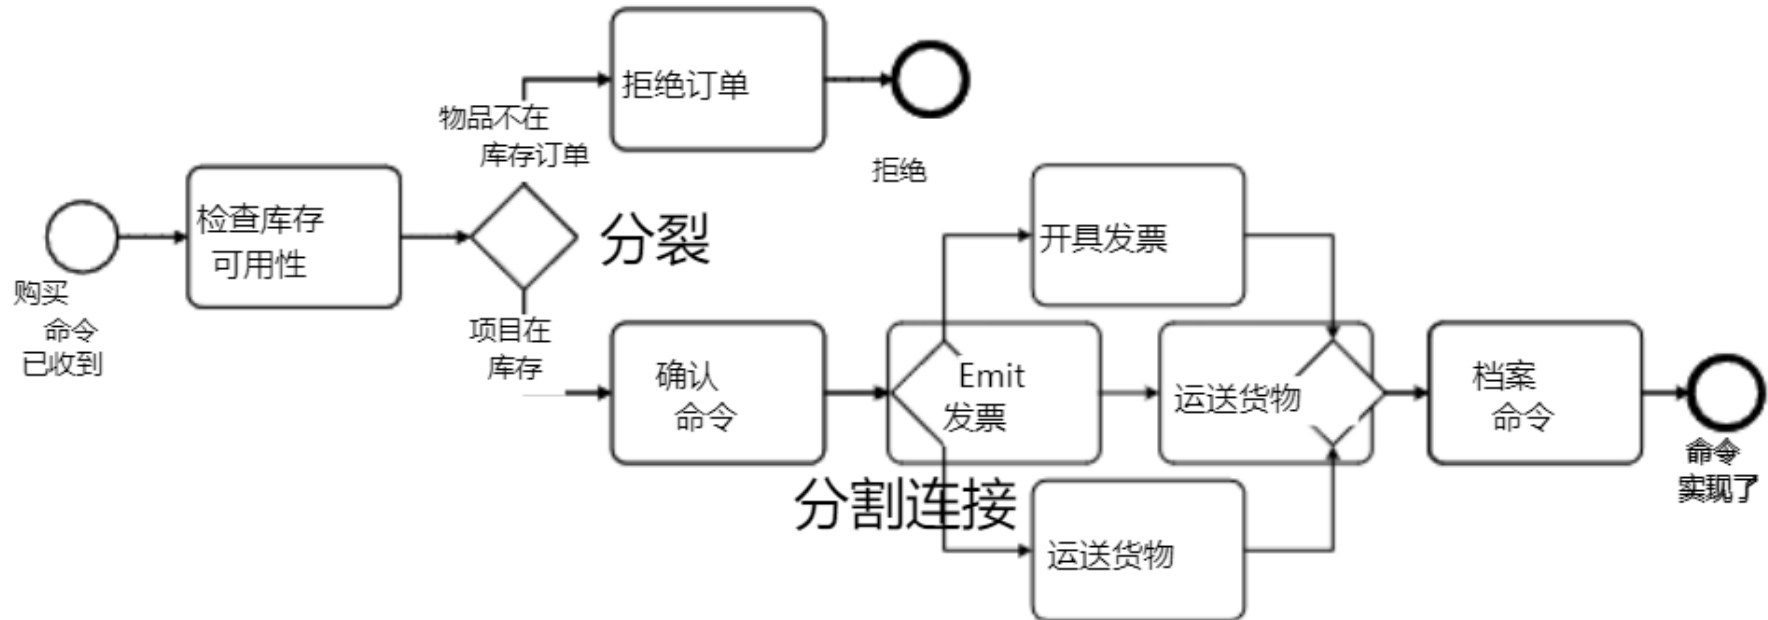 拒绝订单
物品不在
库存订单
拒绝
检查库存
可用性
分裂
开具发票
购买
命令
已收到
项目在
库存
确认
命令
Emit
发票
运送货物
档案
命令
命令
实现了
分割连接
运送货物